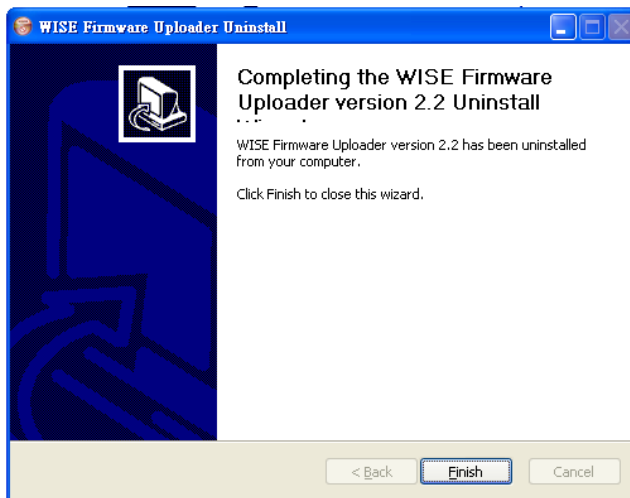 WISE Firmware Uploader Uninstall
Completing the WISE Firmware
Uploader version 2.2 Uninstall
WISE Firmware Uploader version 2.2 has been uninstalled
from your computer.
Click Finish to close this wizard.
< Back
Finish
Cancel